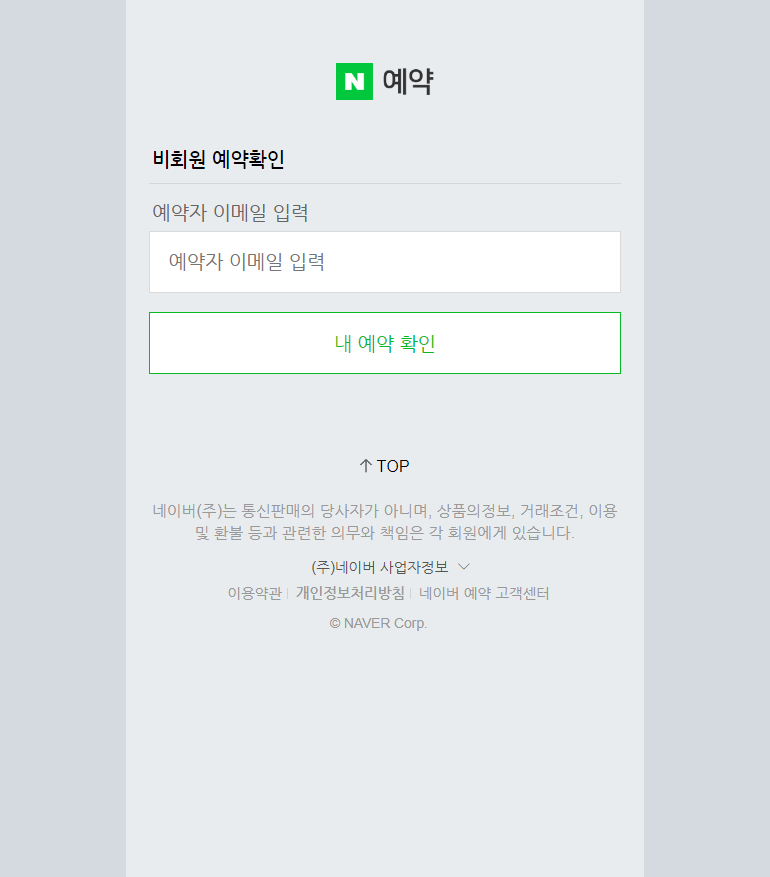 N 예약
비회원 예약확인
예약자 이메일 입력
예약자 이메일 입력
내 예약 확인
↑ TOP
네이버(주)는 통신판매의 당사자가 아니며, 상품의정보, 거래조건, 이용
및 환불 등과 관련한 의무와 책임은 각 회원에게 있습니다.
(주)네이버 사업자정보
이용약관 | 개인정보처리방침 | 네이버 예약 고객센터
© NAVER Corp.